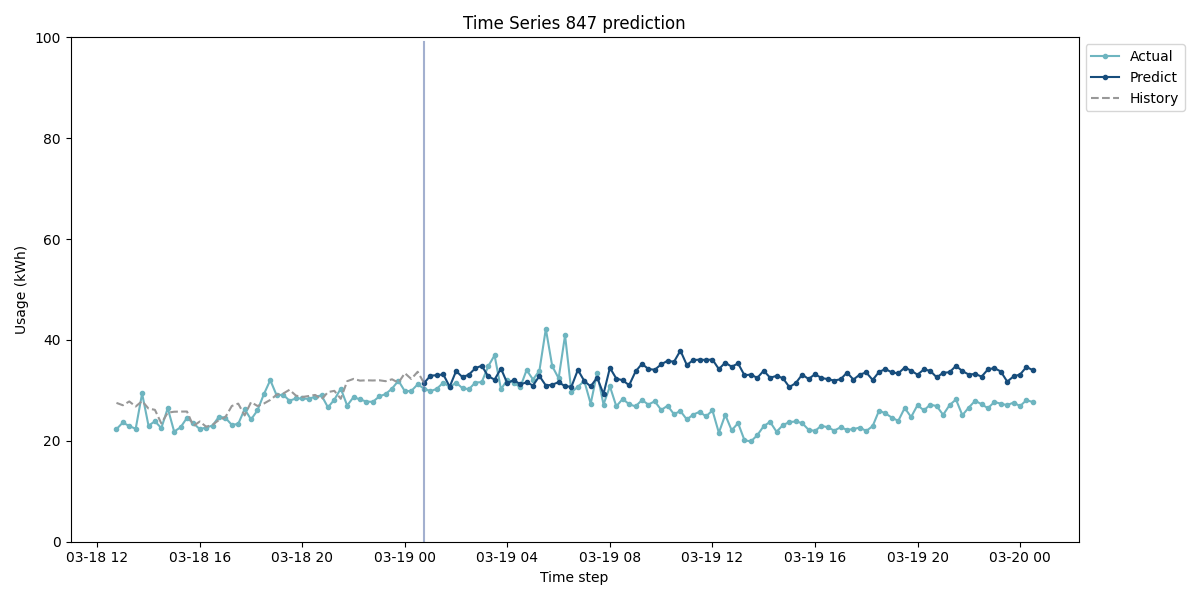 Time Series 847 prediction
100
80
60
40
20
0
Usage (kWh)
03-18 12 03-18 16 03-18 20 03-19 00 03-19 04 03-19 08 03-19 12 03-19 16 03-19 20 03-20 00
Time step
Actual
Predict
History